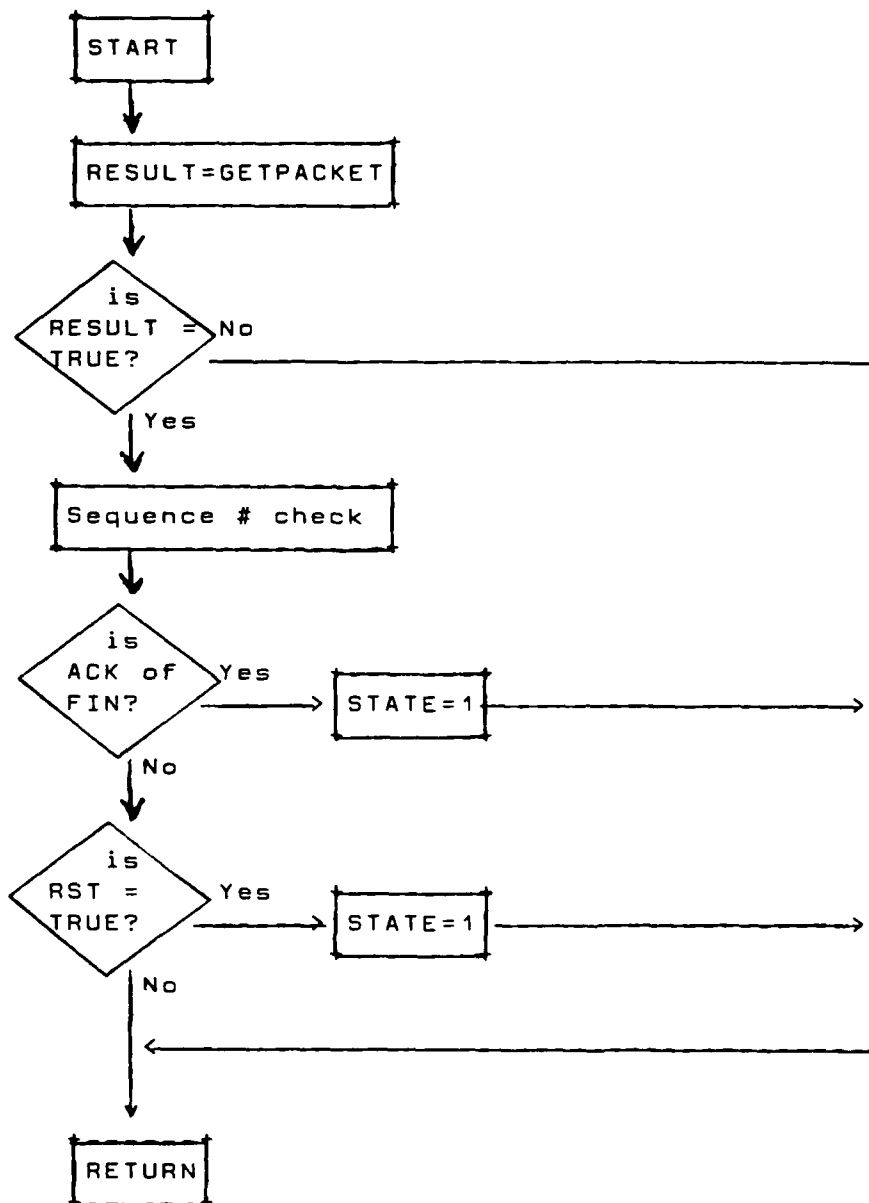 START
RESULT=GETPACKET
is
RESULT = No
TRUE?
Yes
Sequence # check
is
ACK of Yes
FIN?
STATE=1
No
is
RST = Yes
TRUE?
STATE=1
No
RETURN